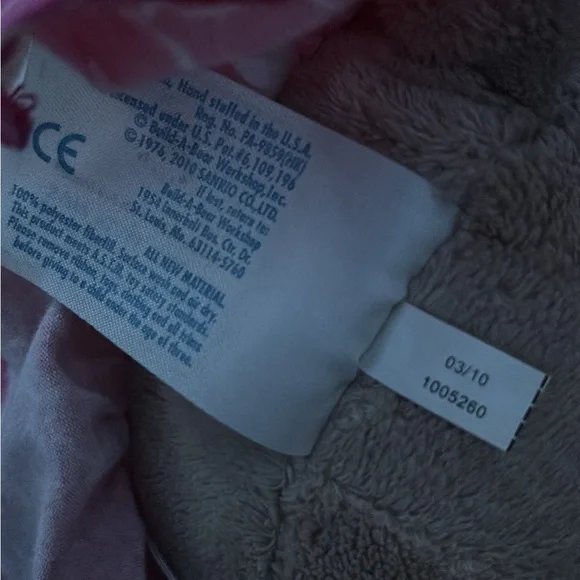 Hand stuffed in the U.S.A.
Reg. No. PA-9859(HK)
Licensed under U.S. Pat.#6,109,196
© Build-A-Bear Workshop, Inc.
© 1976, 2010 SANRIO CO., LTD.
If lost, return to:
Build-A-Bear Workshop
1954 Innerbelt Bus. Ctr. Dr.
St. Louis, Mo. 63114-5760
CE
ALL NEW MATERIAL
100% polyester fiberfill. Surface wash and air dry.
This product meets A.S.T.M. toy safety standards.
Please remove ribbon, tags, clothing and all plastic
before giving to a child under the age of three.
03/10
1005260